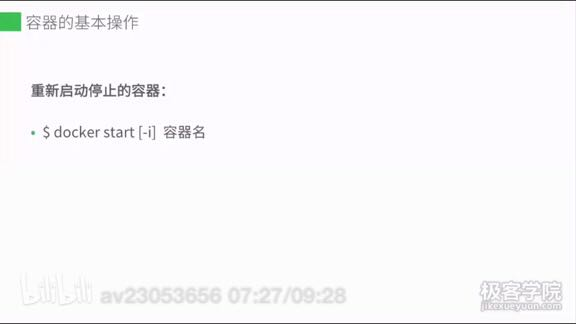 容器的基本操作
重新启动停止的容器：
• $ docker start [-i] 容器名
bilibili av23053656 07:27/09:28
极客学院
jikexueyuan.com